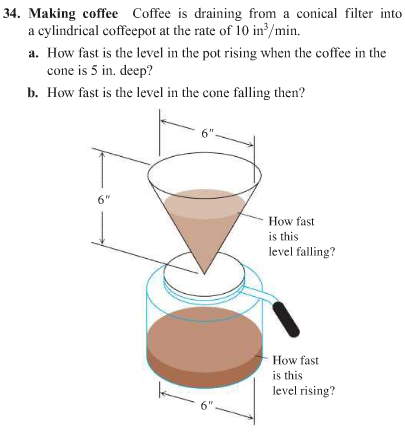 34. Making coffee Coffee is draining from a conical filter into
a cylindrical coffeepot at the rate of 10 in³/min.
a. How fast is the level in the pot rising when the coffee in the
cone is 5 in. deep?
b. How fast is the level in the cone falling then?
6"
6"
How fast
is this
level falling?
How fast
is this
level rising?
6"